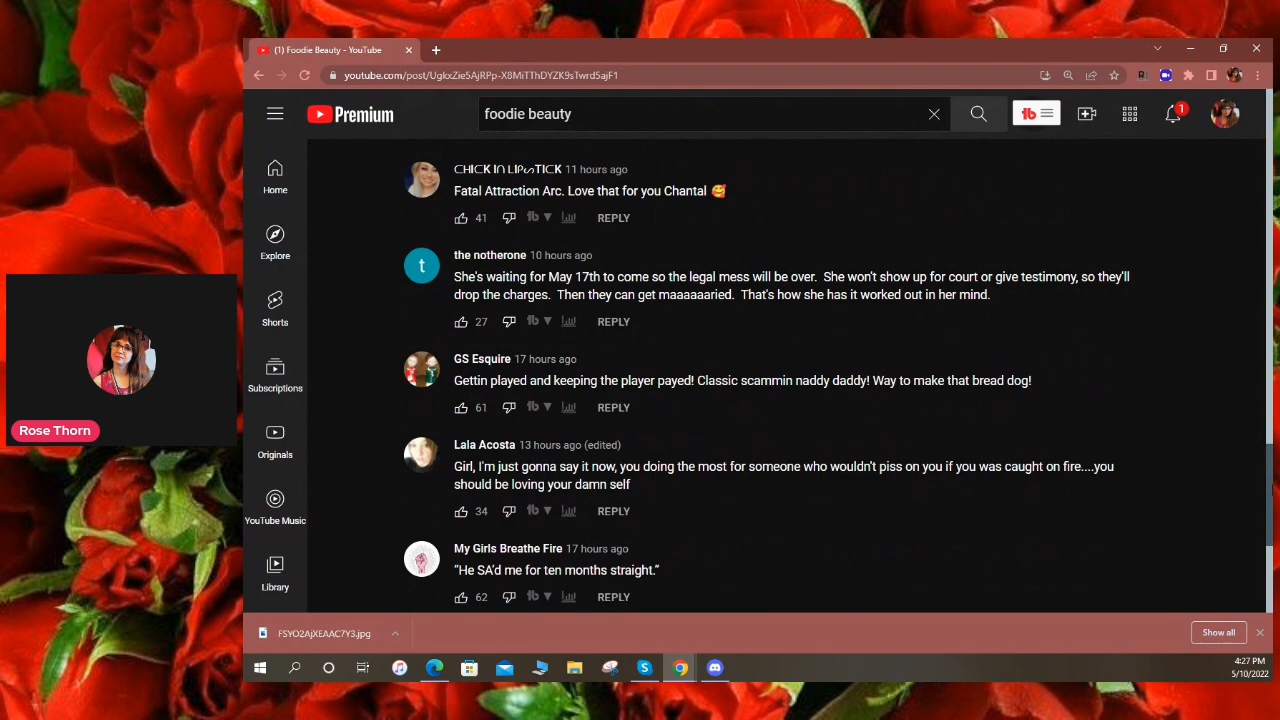 (1) Foodie Beauty - YouTube
youtube.com/post/UgkxZie5AjRPp-X8MiTThDYZK9sTwrd5ajF1
Premium
foodie beauty
tb
1
Home
Explore
Shorts
Subscriptions
Originals
YouTube Music
Library
Rose Thorn
CHICK IN LIPSTICK 11 hours ago
Fatal Attraction Arc. Love that for you Chantal 🥰
41 tb REPLY
t
the notherone 10 hours ago
She's waiting for May 17th to come so the legal mess will be over. She won't show up for court or give testimony, so they'll
drop the charges. Then they can get maaaaaaried. That's how she has it worked out in her mind.
27 tb REPLY
GS Esquire 17 hours ago
Gettin played and keeping the player payed! Classic scammin naddy daddy! Way to make that bread dog!
61 tb REPLY
Lala Acosta 13 hours ago (edited)
Girl, I'm just gonna say it now, you doing the most for someone who wouldn't piss on you if you was caught on fire....you
should be loving your damn self
34 tb REPLY
My Girls Breathe Fire 17 hours ago
“He SA’d me for ten months straight.”
62 tb REPLY
FSYO2AjXEAAC7Y3.jpg
Show all
4:27 PM
5/10/2022